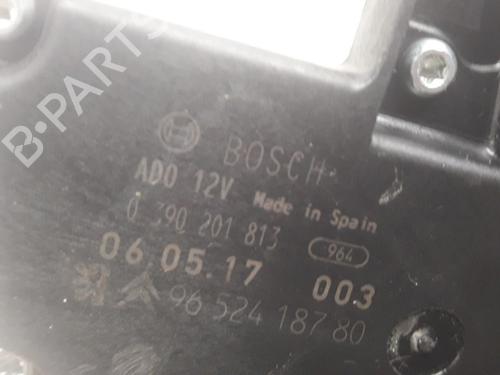 B-PARTS
BOSCH
ADO 12V Made in Spain
0 390 201 813 964
06 05.17 003
96 524 187 80